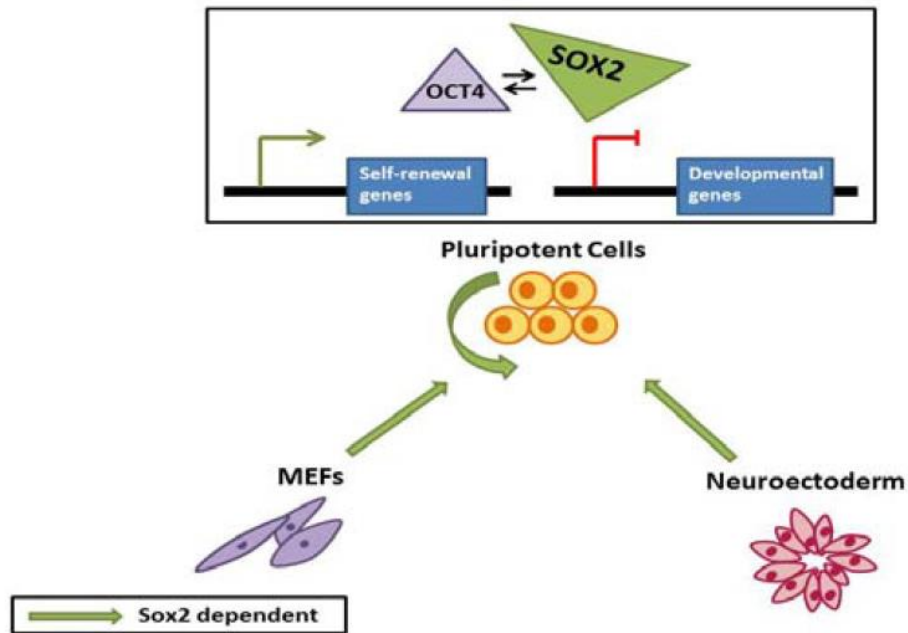 SOX2
OCT4
Self-renewal
genes
Developmental
genes
Pluripotent Cells
MEFs
Neuroectoderm
Sox2 dependent